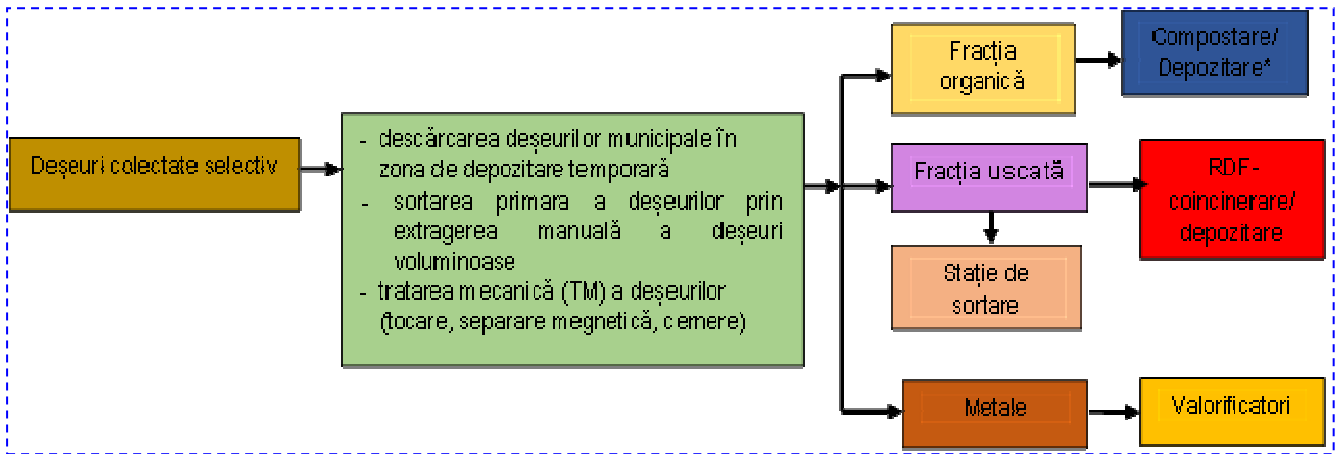 Deșeuri colectate selectiv
- descărcarea deșeurilor municipale în
zona de depozitare temporară
- sortarea primara a deșeurilor prin
extragerea manuală a deșeuri
voluminoase
- tratarea mecanică (TM) a deșeurilor
(tocare, separare megnetică, cernere)
Fracția
organică
Compostare/
Depozitare*
Fracția uscată
RDF -
coincinerare/
depozitare
Stație de
sortare
Metale
Valorificatori